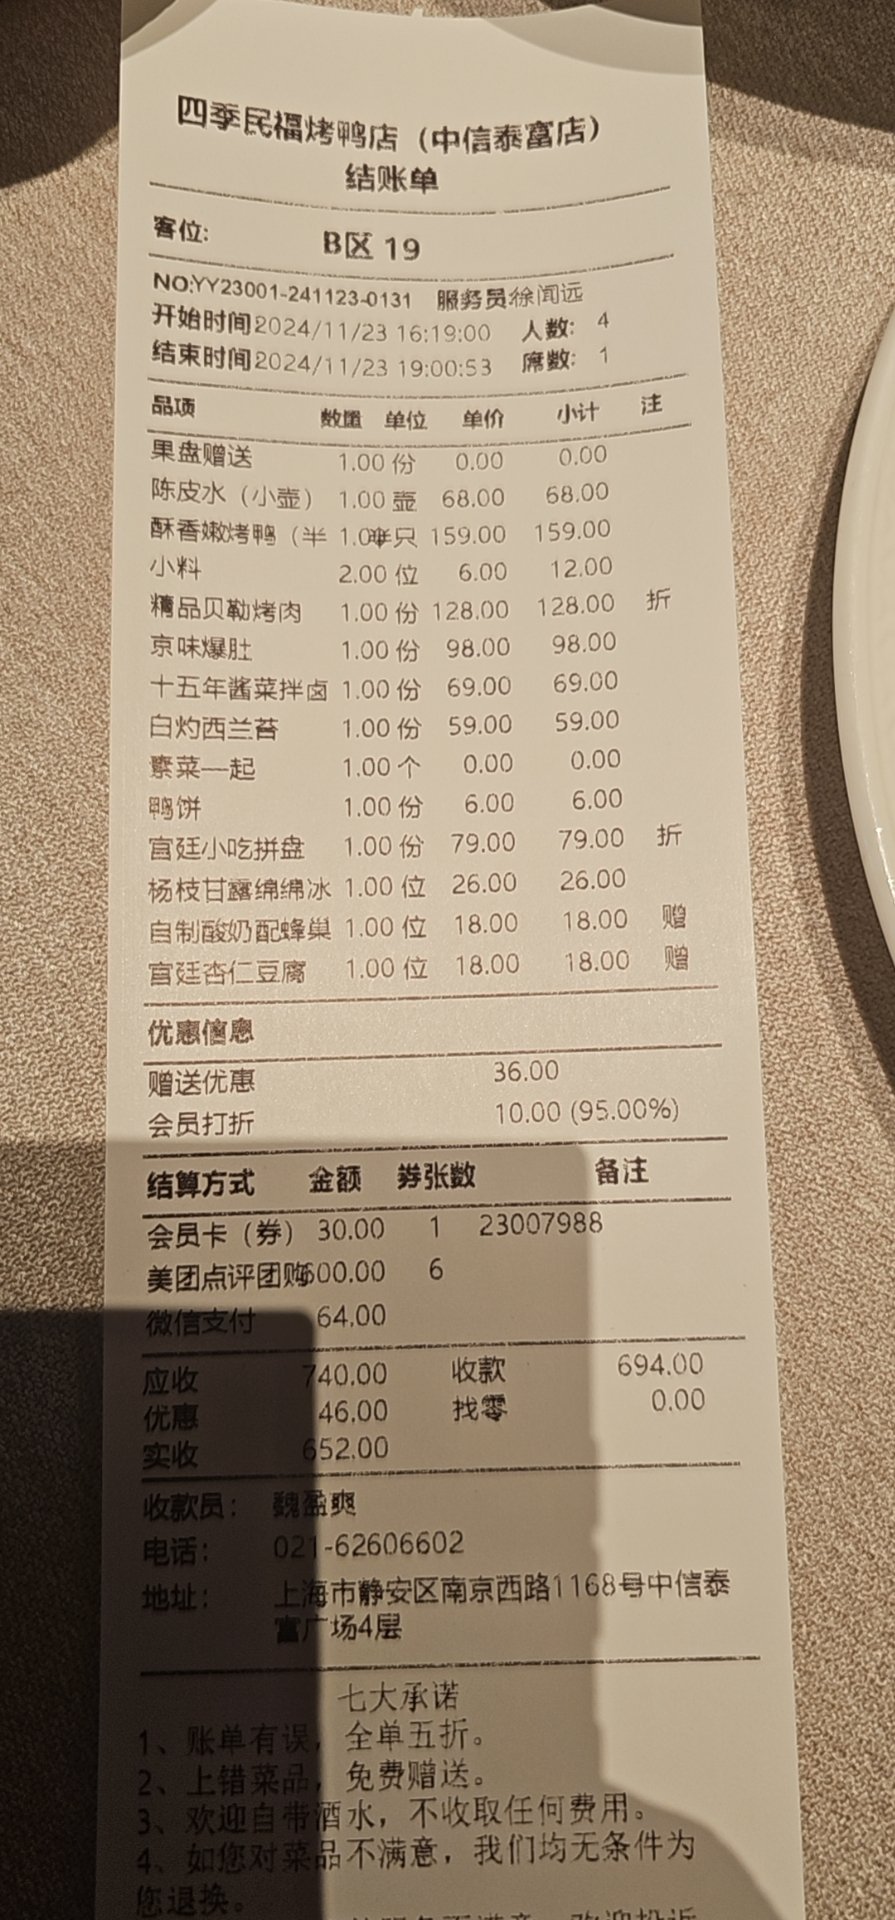 四季民福烤鸭店（中信泰富店）
结账单
客位: B区 19
NO:YY23001-241123-0131 服务员徐闻远
开始时间2024/11/23 16:19:00 人数: 4
结束时间2024/11/23 19:00:53 席数: 1
品项 数量 单位 单价 小计 注
果盘赠送 1.00 份 0.00 0.00
陈皮水（小壶） 1.00 壶 68.00 68.00
酥香嫩烤鸭（半 1.00半只 159.00 159.00
小料 2.00 位 6.00 12.00
精品贝勒烤肉 1.00 份 128.00 128.00 折
京味爆肚 1.00 份 98.00 98.00
十五年酱菜拌卤 1.00 份 69.00 69.00
白灼西兰苔 1.00 份 59.00 59.00
素菜一起 1.00 个 0.00 0.00
鸭饼 1.00 份 6.00 6.00
宫廷小吃拼盘 1.00 份 79.00 79.00 折
杨枝甘露绵绵冰 1.00 位 26.00 26.00
自制酸奶配蜂巢 1.00 位 18.00 18.00 赠
宫廷杏仁豆腐 1.00 位 18.00 18.00 赠
优惠信息
赠送优惠 36.00
会员打折 10.00 (95.00%)
结算方式 金额 券张数 备注
会员卡（券） 30.00 1 23007988
美团点评团购600.00 6
微信支付 64.00
应收 740.00 收款 694.00
优惠 46.00 找零 0.00
实收 652.00
收款员: 魏盈爽
电话: 021-62606602
地址: 上海市静安区南京西路1168号中信泰
富广场4层
七大承诺
1、账单有误，全单五折。
2、上错菜品，免费赠送。
3、欢迎自带酒水，不收取任何费用。
4、如您对菜品不满意，我们均无条件为
您退换。